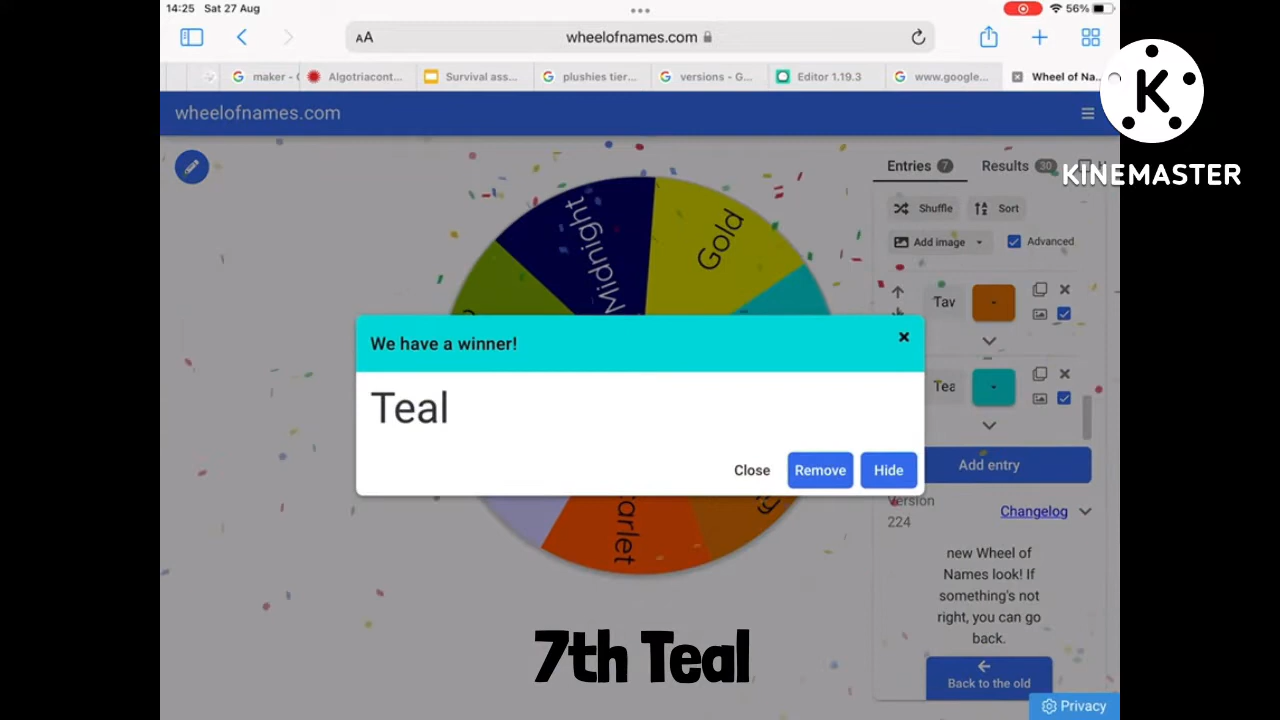 14:25 Sat 27 Aug
56%
AA
wheelofnames.com
maker - G
Algotriacont...
Survival ass...
plushies tier...
versions - G...
Editor 1.19.3
www.google...
Wheel of Na...
K
KINEMASTER
wheelofnames.com
Entries 7
Results 30
Shuffle
Sort
Add image
Advanced
Midnight
Gold
Tav
We have a winner!
Teal
Tea
Close
Remove
Hide
Add entry
arlet
Version
224
Changelog
new Wheel of
Names look! If
something's not
right, you can go
back.
Back to the old
7th Teal
Privacy